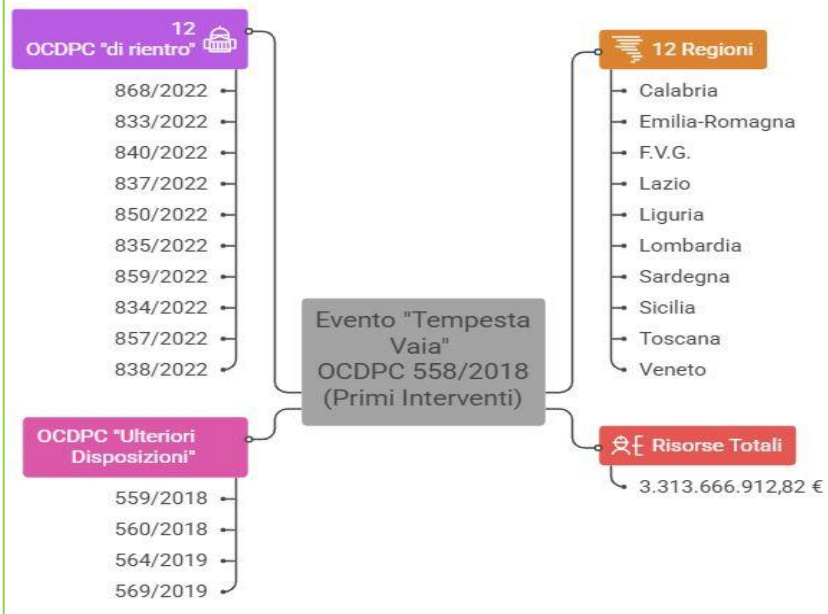 12
OCDPC "di rientro"
868/2022
833/2022
840/2022
837/2022
850/2022
835/2022
859/2022
834/2022
857/2022
838/2022
OCDPC "Ulteriori
Disposizioni"
559/2018
560/2018
564/2019
569/2019
Evento "Tempesta
Vaia"
OCDPC 558/2018
(Primi Interventi)
12 Regioni
Calabria
Emilia-Romagna
F.V.G.
Lazio
Liguria
Lombardia
Sardegna
Sicilia
Toscana
Veneto
Risorse Totali
3.313.666.912,82 €